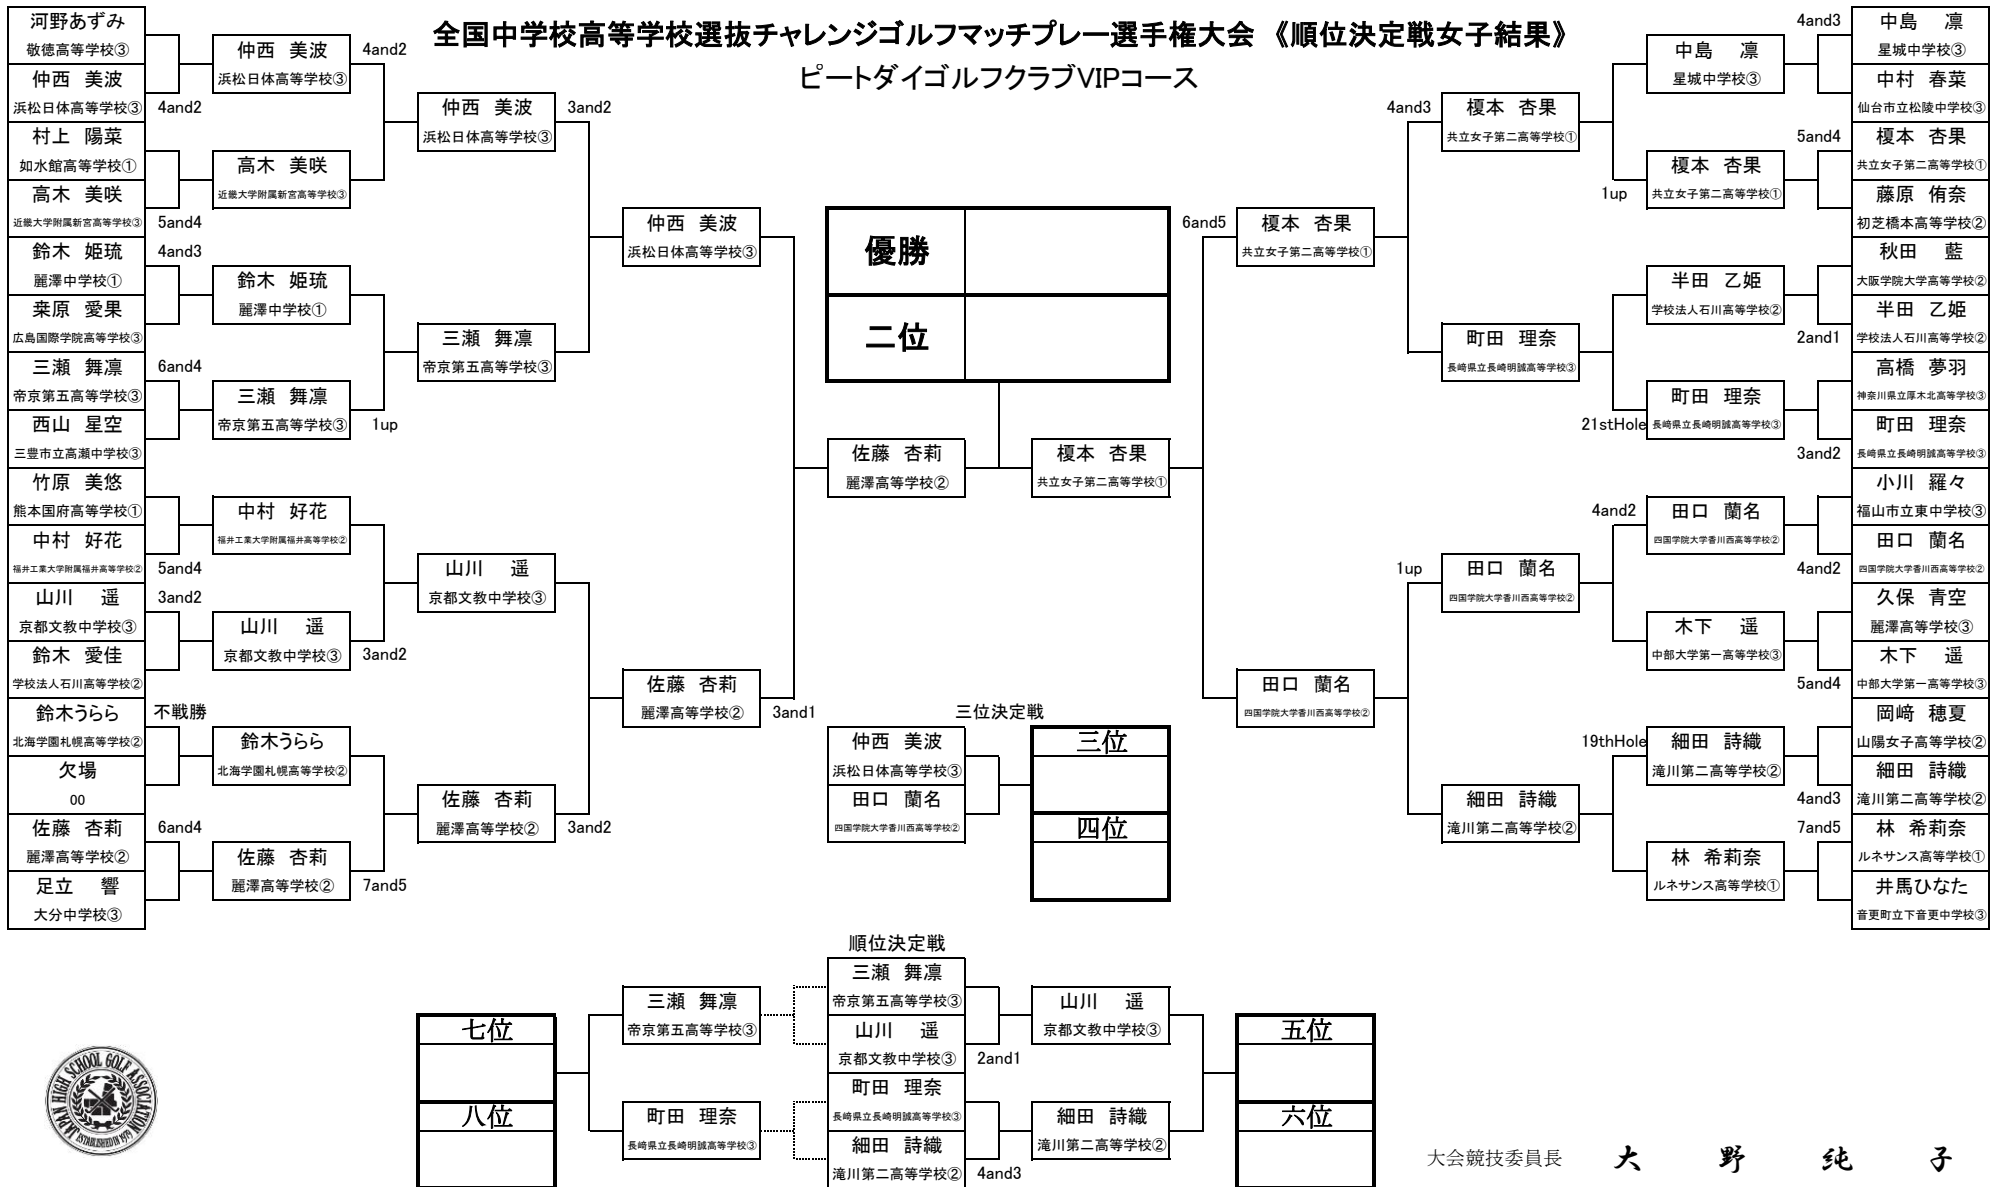 全国中学校高等学校選抜チャレンジゴルフマッチプレー選手権大会 《順位決定戦女子結果》
ピートダイゴルフクラブVIPコース
河野あずみ
敬徳高等学校③
仲西 美波
浜松日体高等学校③
4and2
村上 陽菜
如水館高等学校①
高木 美咲
近畿大学附属新宮高等学校③
5and4
鈴木 姫琉
麗澤中学校①
4and3
桒原 愛果
広島国際学院高等学校③
三瀬 舞凛
帝京第五高等学校③
6and4
西山 星空
三豊市立高瀬中学校③
竹原 美悠
熊本国府高等学校①
中村 好花
福井工業大学附属福井高等学校②
5and4
山川 遥
京都文教中学校③
3and2
鈴木 愛佳
学校法人石川高等学校②
鈴木うらら
北海学園札幌高等学校②
不戦勝
欠場
00
佐藤 杏莉
麗澤高等学校②
6and4
足立 響
大分中学校③
仲西 美波
浜松日体高等学校③
4and2
高木 美咲
近畿大学附属新宮高等学校③
鈴木 姫琉
麗澤中学校①
三瀬 舞凛
帝京第五高等学校③
1up
中村 好花
福井工業大学附属福井高等学校②
山川 遥
京都文教中学校③
3and2
鈴木うらら
北海学園札幌高等学校②
佐藤 杏莉
麗澤高等学校②
7and5
仲西 美波
浜松日体高等学校③
3and2
三瀬 舞凛
帝京第五高等学校③
山川 遥
京都文教中学校③
佐藤 杏莉
麗澤高等学校②
3and2
仲西 美波
浜松日体高等学校③
佐藤 杏莉
麗澤高等学校②
3and1
優勝
二位
佐藤 杏莉
麗澤高等学校②
榎本 杏果
共立女子第二高等学校①
三位決定戦
仲西 美波
浜松日体高等学校③
田口 蘭名
四国学院大学香川西高等学校②
三位
四位
6and5
榎本 杏果
共立女子第二高等学校①
田口 蘭名
四国学院大学香川西高等学校②
4and3
榎本 杏果
共立女子第二高等学校①
町田 理奈
長崎県立長崎明誠高等学校③
1up
田口 蘭名
四国学院大学香川西高等学校②
細田 詩織
滝川第二高等学校②
中島 凛
星城中学校③
榎本 杏果
共立女子第二高等学校①
1up
半田 乙姫
学校法人石川高等学校②
町田 理奈
長崎県立長崎明誠高等学校③
21stHole
4and2
田口 蘭名
四国学院大学香川西高等学校②
木下 遥
中部大学第一高等学校③
19thHole
細田 詩織
滝川第二高等学校②
林 希莉奈
ルネサンス高等学校①
4and3
中島 凛
星城中学校③
中村 春菜
仙台市立松陵中学校③
5and4
榎本 杏果
共立女子第二高等学校①
藤原 侑奈
初芝橋本高等学校②
秋田 藍
大阪学院大学高等学校②
半田 乙姫
学校法人石川高等学校②
2and1
高橋 夢羽
神奈川県立厚木北高等学校③
町田 理奈
長崎県立長崎明誠高等学校③
3and2
小川 羅々
福山市立東中学校③
田口 蘭名
四国学院大学香川西高等学校②
4and2
久保 青空
麗澤高等学校③
木下 遥
中部大学第一高等学校③
5and4
岡﨑 穂夏
山陽女子高等学校②
細田 詩織
滝川第二高等学校②
4and3
7and5
林 希莉奈
ルネサンス高等学校①
井馬ひなた
音更町立下音更中学校③
順位決定戦
三瀬 舞凛
帝京第五高等学校③
山川 遥
京都文教中学校③
2and1
町田 理奈
長崎県立長崎明誠高等学校③
細田 詩織
滝川第二高等学校②
4and3
三瀬 舞凛
帝京第五高等学校③
町田 理奈
長崎県立長崎明誠高等学校③
七位
八位
山川 遥
京都文教中学校③
細田 詩織
滝川第二高等学校②
五位
六位
JAPAN HIGH SCHOOL GOLF ASSOCIATION
ESTABLISHED IN 1979
大会競技委員長 大 野 純 子